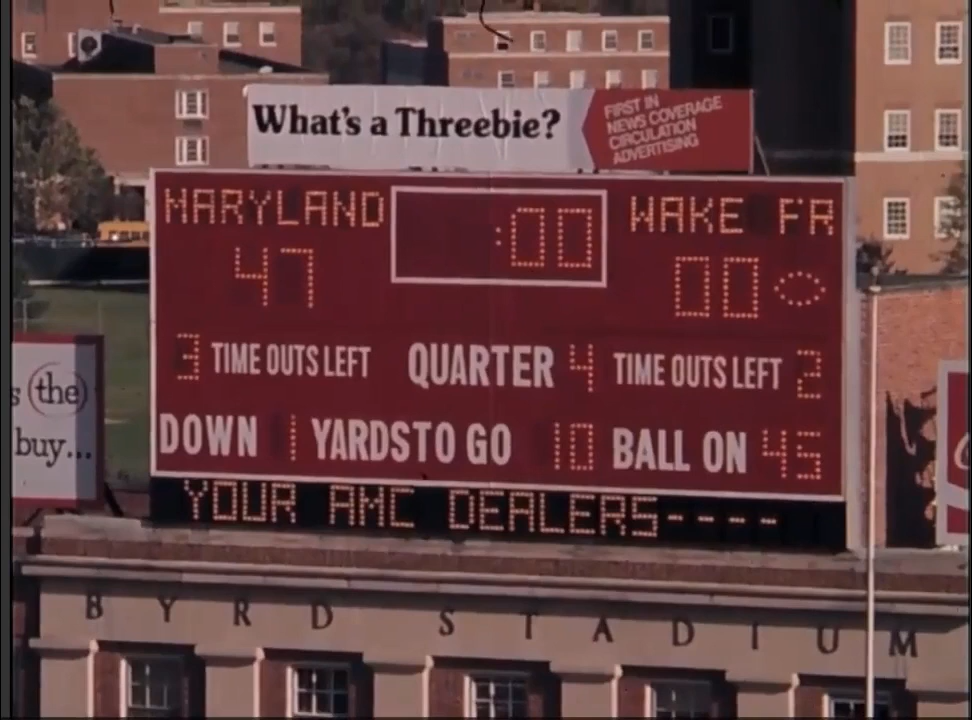 What's a Threebie?
FIRST IN
NEWS COVERAGE
CIRCULATION
ADVERTISING
MARYLAND :00 WAKE FR
47 00
3 TIME OUTS LEFT QUARTER 4 TIME OUTS LEFT 2
DOWN 1 YARDS TO GO 10 BALL ON 45
YOUR AMC DEALERS----
s the
buy...
BYRD STADIUM